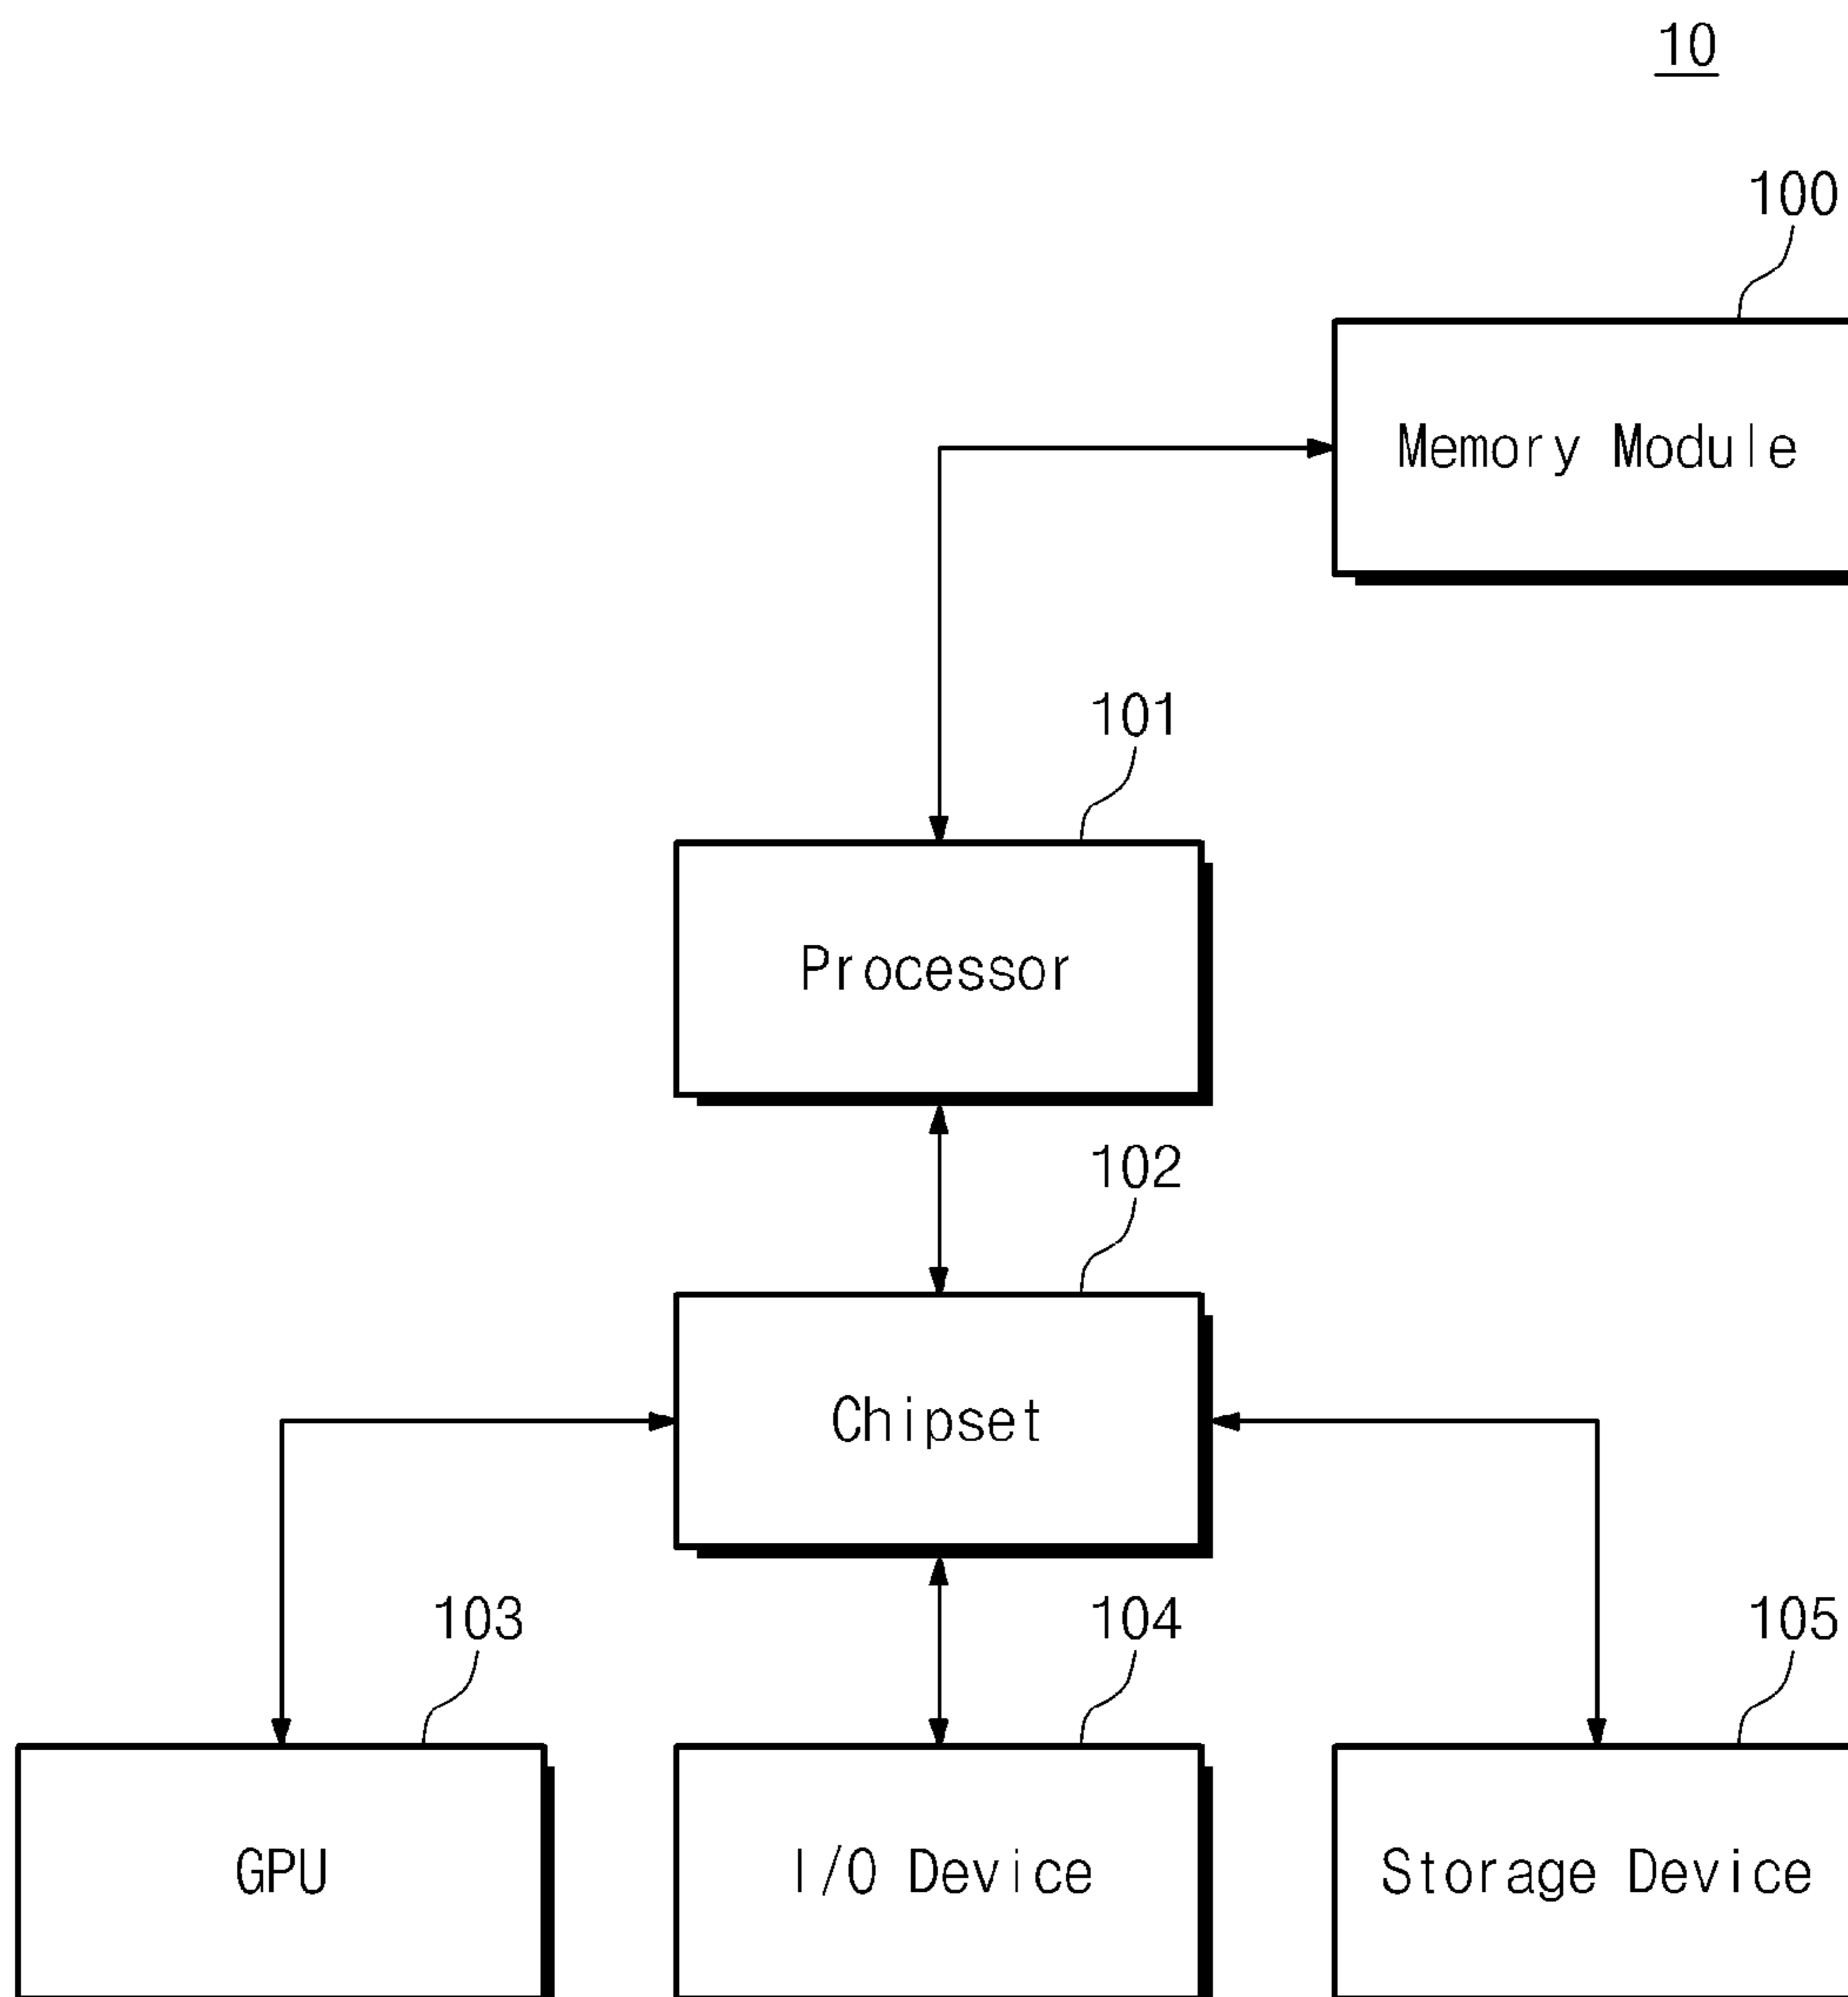 10
100
Memory Module
101
Processor
102
Chipset
103
104
105
GPU
I/O Device
Storage Device